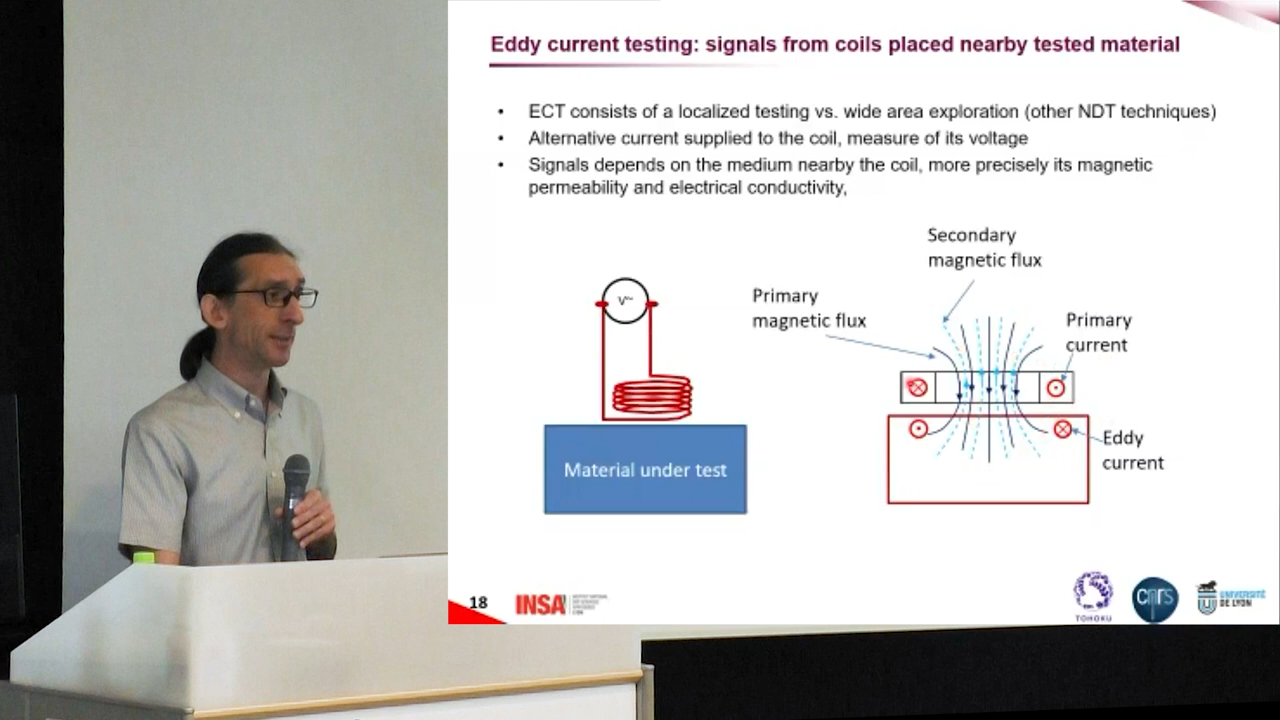 Eddy current testing: signals from coils placed nearby tested material
• ECT consists of a localized testing vs. wide area exploration (other NDT techniques)
• Alternative current supplied to the coil, measure of its voltage
• Signals depends on the medium nearby the coil, more precisely its magnetic
permeability and electrical conductivity,
Secondary
magnetic flux
Primary
magnetic flux
Primary
current
V~
Material under test
Eddy
current
18
INSA
TOHOKU
cnrs
UNIVERSITÉ
DE LYON